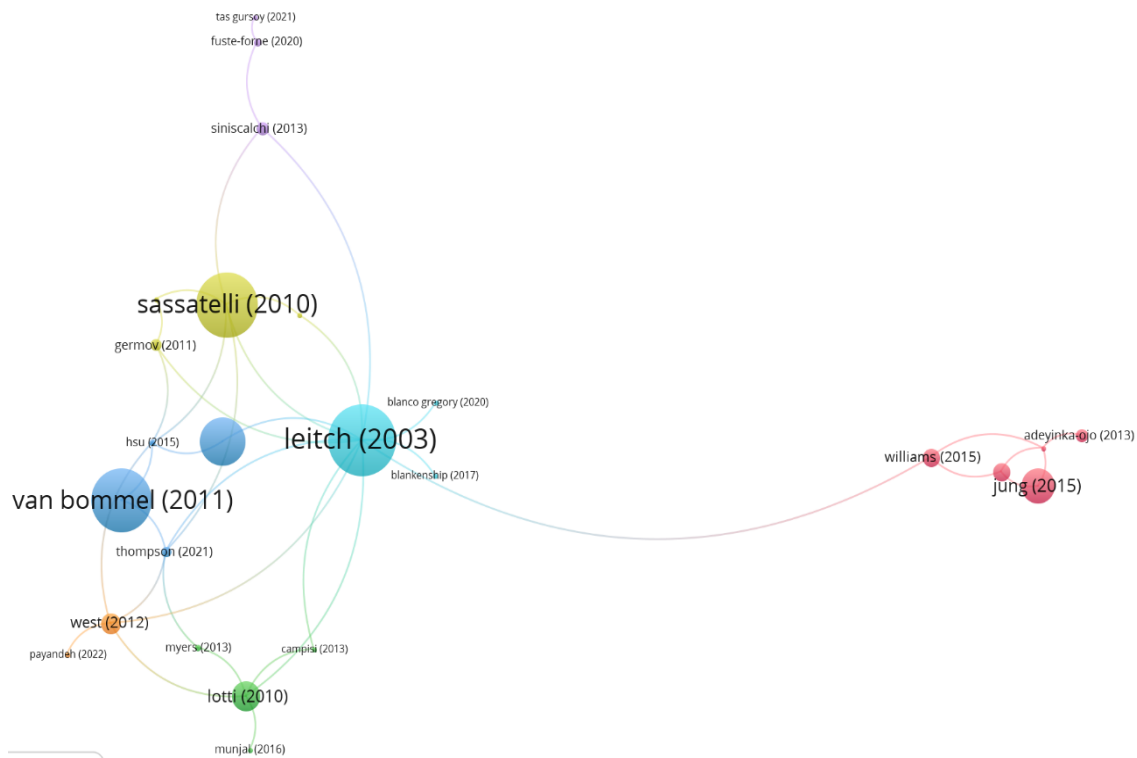 tas gursoy (2021)
fuste-forne (2020)
siniscalchi (2013)
sassatelli (2010)
germov (2011)
blanco gregory (2020)
leitch (2003)
hsu (2015)
adeyinka-ojo (2013)
williams (2015)
blankenship (2017)
jung (2015)
van bommel (2011)
thompson (2021)
west (2012)
myers (2013)
campisi (2013)
payandeh (2022)
lotti (2010)
munjal (2016)